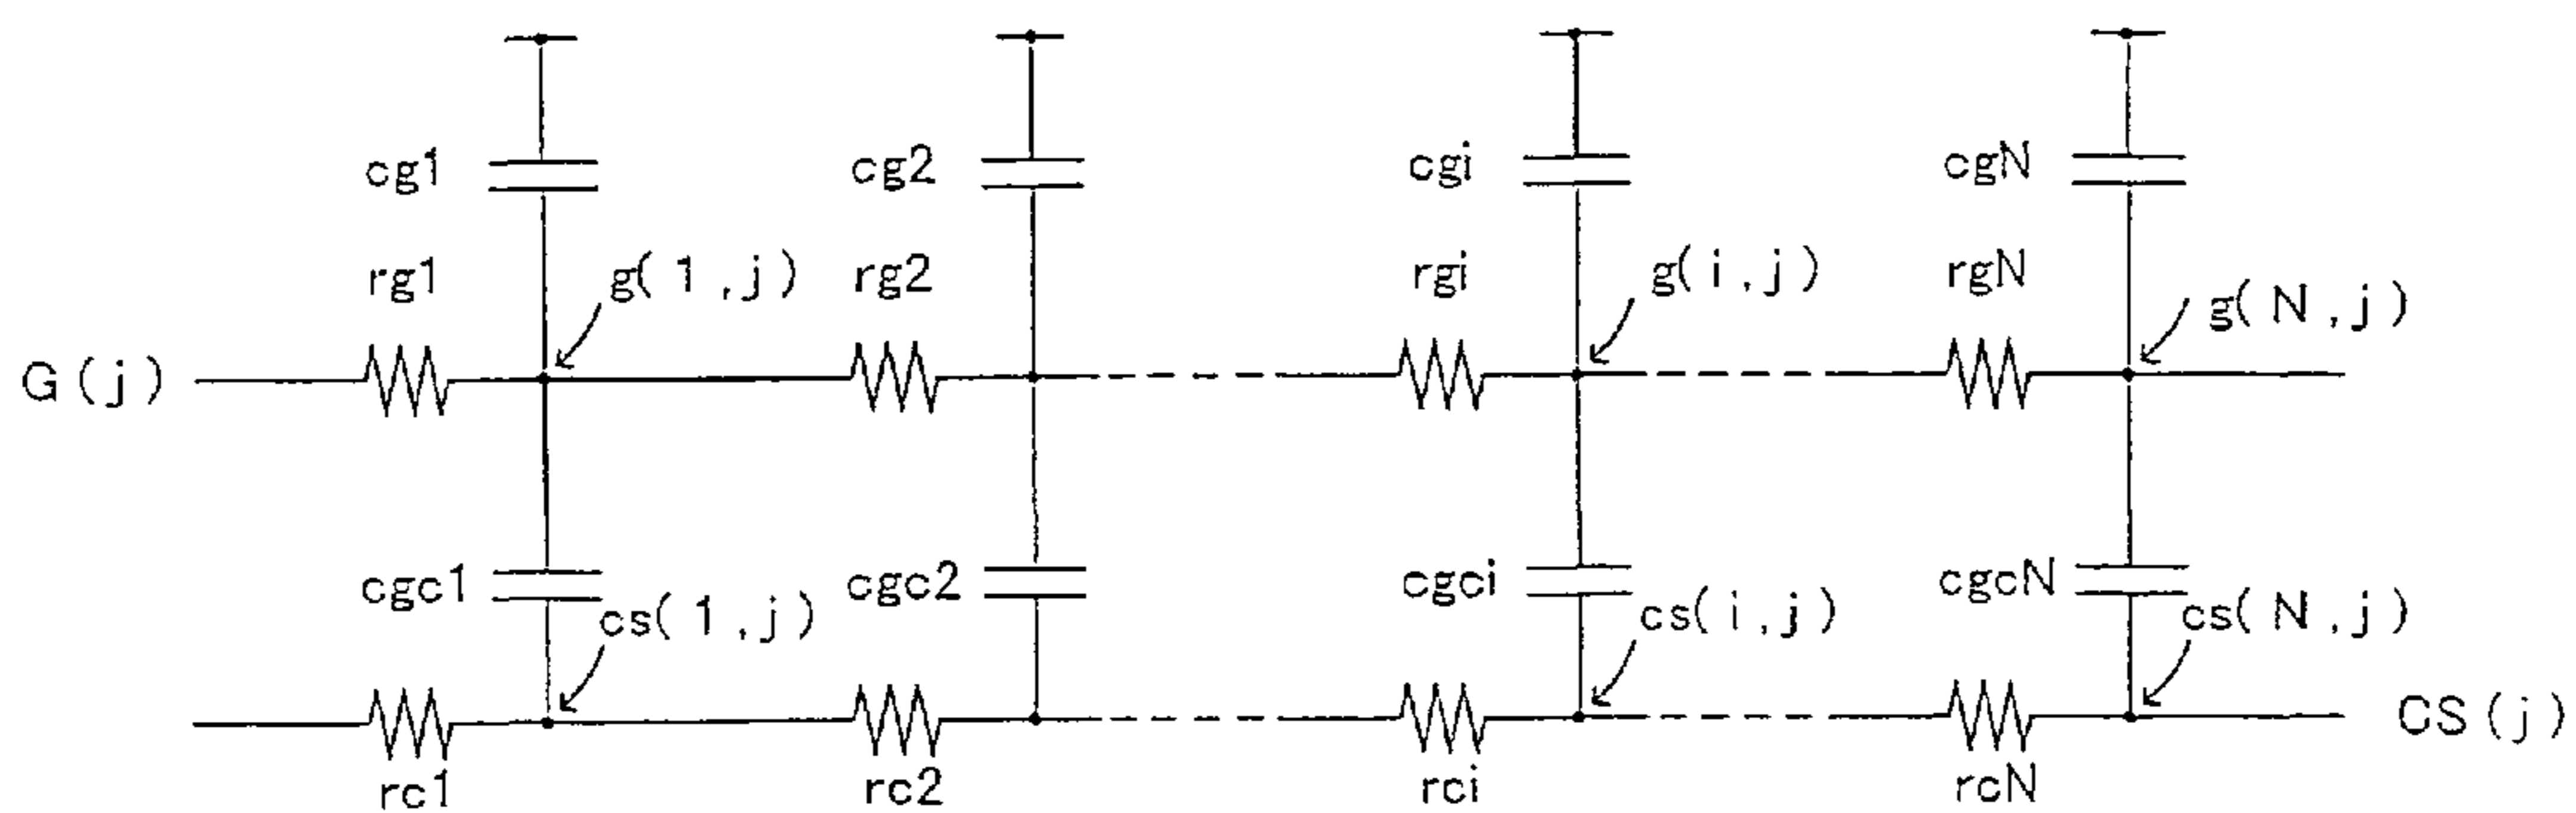 cg1 cg2 cgi cgN
rg1 g(1,j) rg2 rgi g(i,j) rgN g(N,j)
G(j)
cgc1 cgc2 cgci cgcN
cs(1,j) cs(i,j) cs(N,j)
CS(j)
rc1 rc2 rci rcN